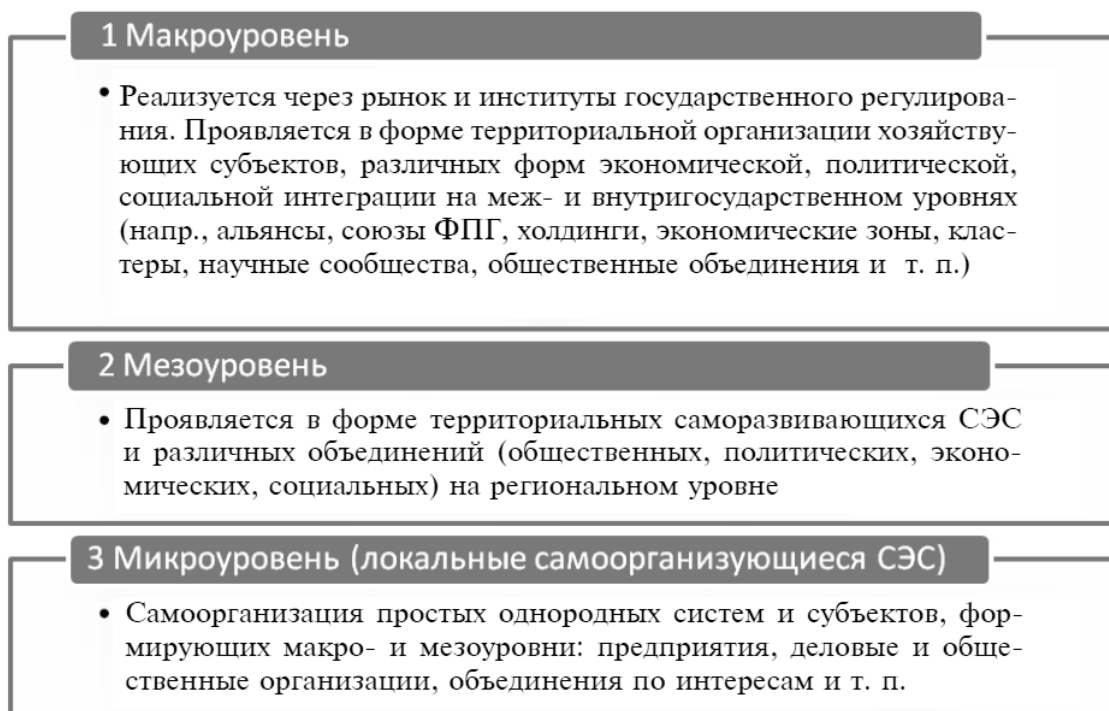 1 Макроуровень
• Реализуется через рынок и институты государственного регулирова-
ния. Проявляется в форме территориальной организации хозяйству-
ющих субъектов, различных форм экономической, политической,
социальной интеграции на меж- и внутригосударственном уровнях
(напр., альянсы, союзы ФПГ, холдинги, экономические зоны, клас-
теры, научные сообщества, общественные объединения и т. п.)
2 Мезоуровень
• Проявляется в форме территориальных саморазвивающихся СЭС
и различных объединений (общественных, политических, эконо-
мических, социальных) на региональном уровне
3 Микроуровень (локальные самоорганизующиеся СЭС)
• Самоорганизация простых однородных систем и субъектов, фор-
мирующих макро- и мезоуровни: предприятия, деловые и обще-
ственные организации, объединения по интересам и т. п.